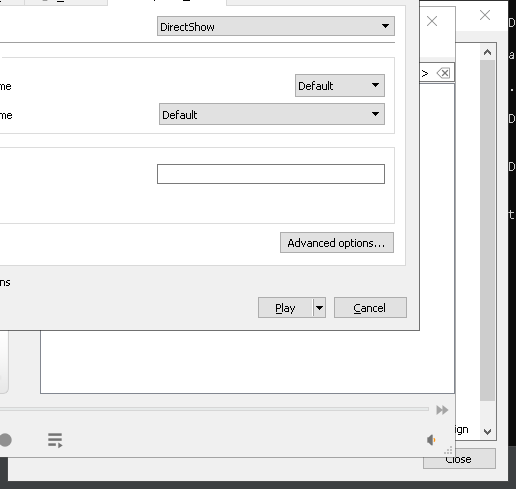 DirectShow
D
a
>
me
Default
.
me
Default
D
D
t
Advanced options...
ns
Play
Cancel
ign
Close